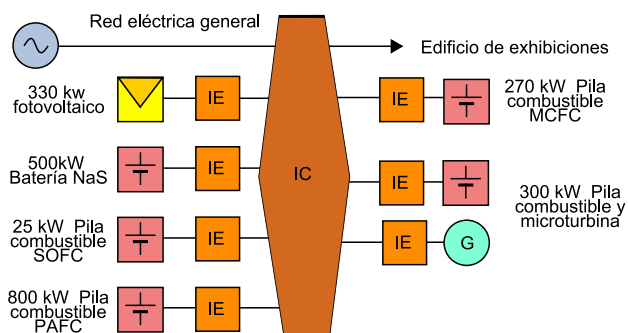 Red eléctrica general
Edificio de exhibiciones
330 kw
fotovoltaico
IE
IE
270 kW Pila
combustible
MCFC
500kW
Batería NaS
IE
IC
IE
300 kW Pila
combustible y
microturbina
25 kW Pila
combustible
SOFC
IE
IE
G
800 kW Pila
combustible
PAFC
IE